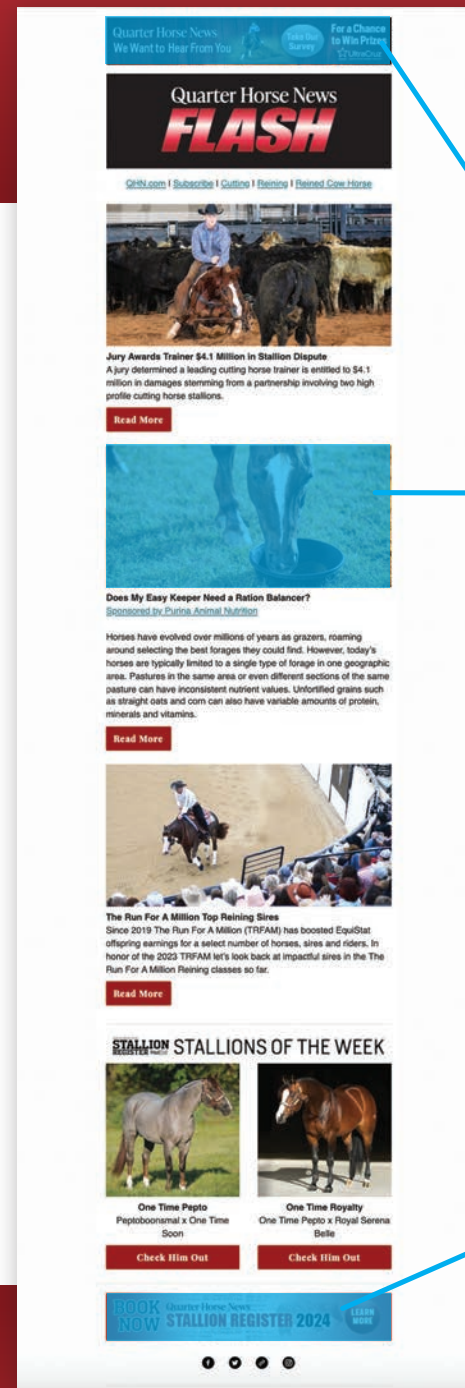 Quarter Horse News
We Want to Hear From You
Take Our
Survey
For a Chance
to Win Prizes
UltraCruz
Quarter Horse News
FLASH
QHN.com I Subscribe I Cutting I Reining I Reined Cow Horse
Jury Awards Trainer $4.1 Million in Stallion Dispute
A jury determined a leading cutting horse trainer is entitled to $4.1
million in damages stemming from a partnership involving two high
profile cutting horse stallions.
Read More
Does My Easy Keeper Need a Ration Balancer?
Sponsored by Purina Animal Nutrition
Horses have evolved over millions of years as grazers, roaming
around selecting the best forages they could find. However, today's
horses are typically limited to a single type of forage in one geographic
area. Pastures in the same area or even different sections of the same
pasture can have inconsistent nutrient values. Unfortified grains such
as straight oats and corn can also have variable amounts of protein,
minerals and vitamins.
Read More
The Run For A Million Top Reining Sires
Since 2019 The Run For A Million (TRFAM) has boosted EquiStat
offspring earnings for a select number of horses, sires and riders. In
honor of the 2023 TRFAM let's look back at impactful sires in the The
Run For A Million Reining classes so far.
Read More
STALLION
REGISTER
STALLIONS OF THE WEEK
One Time Pepto
Peptoboonsmal x One Time
Soon
Check Him Out
One Time Royalty
One Time Pepto x Royal Serena
Belle
Check Him Out
BOOK
NOW
Quarter Horse News
STALLION REGISTER 2024
LEARN
MORE